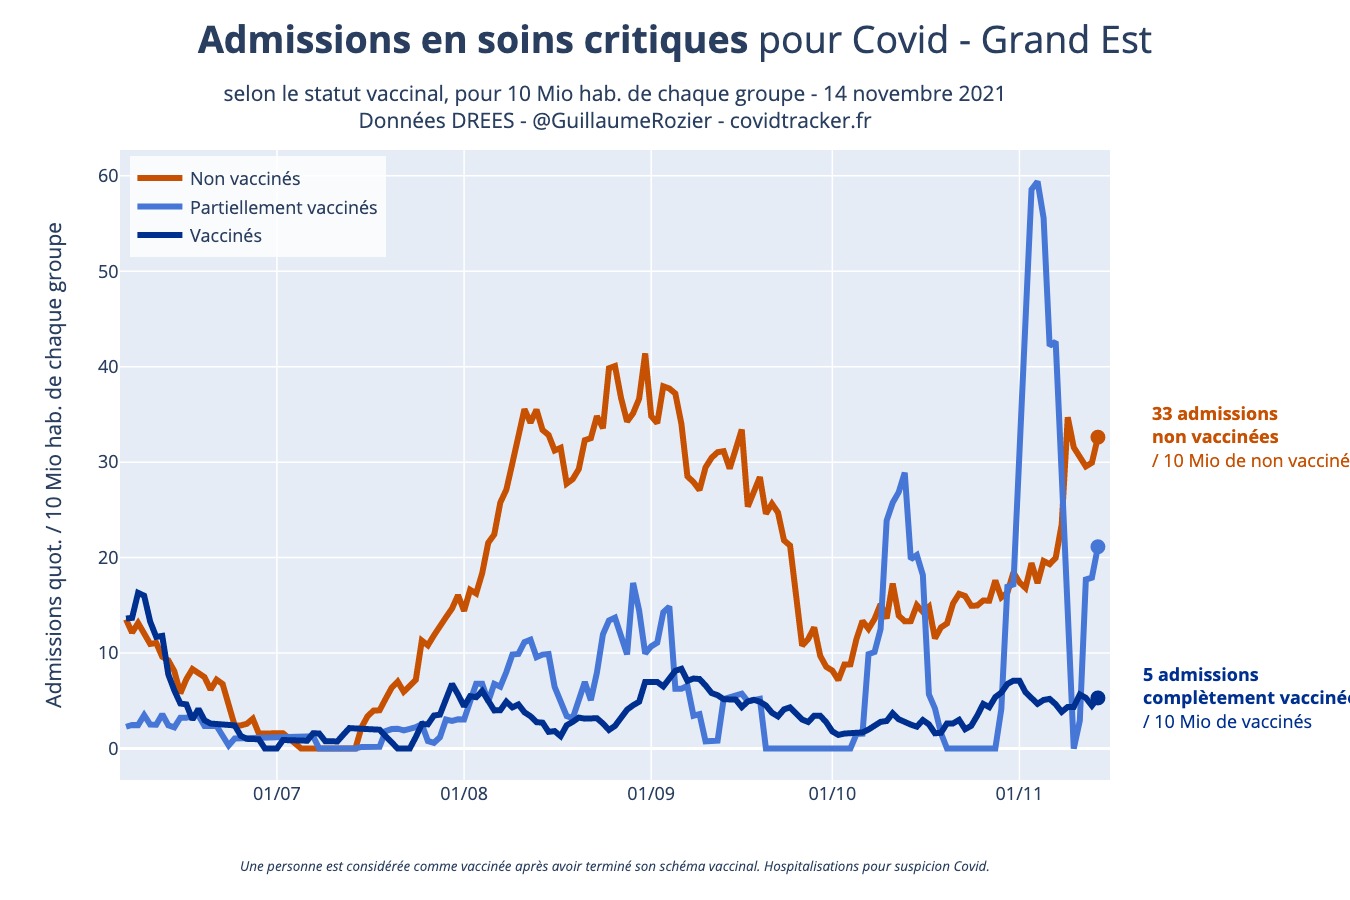 Admissions en soins critiques pour Covid - Grand Est
selon le statut vaccinal, pour 10 Mio hab. de chaque groupe - 14 novembre 2021
Données DREES - @GuillaumeRozier - covidtracker.fr
Admissions quot. / 10 Mio hab. de chaque groupe
60
50
40
30
20
10
0
Non vaccinés
Partiellement vaccinés
Vaccinés
33 admissions
non vaccinées
/ 10 Mio de non vacciné
5 admissions
complètement vacciné
/ 10 Mio de vaccinés
01/07
01/08
01/09
01/10
01/11
Une personne est considérée comme vaccinée après avoir terminé son schéma vaccinal. Hospitalisations pour suspicion Covid.